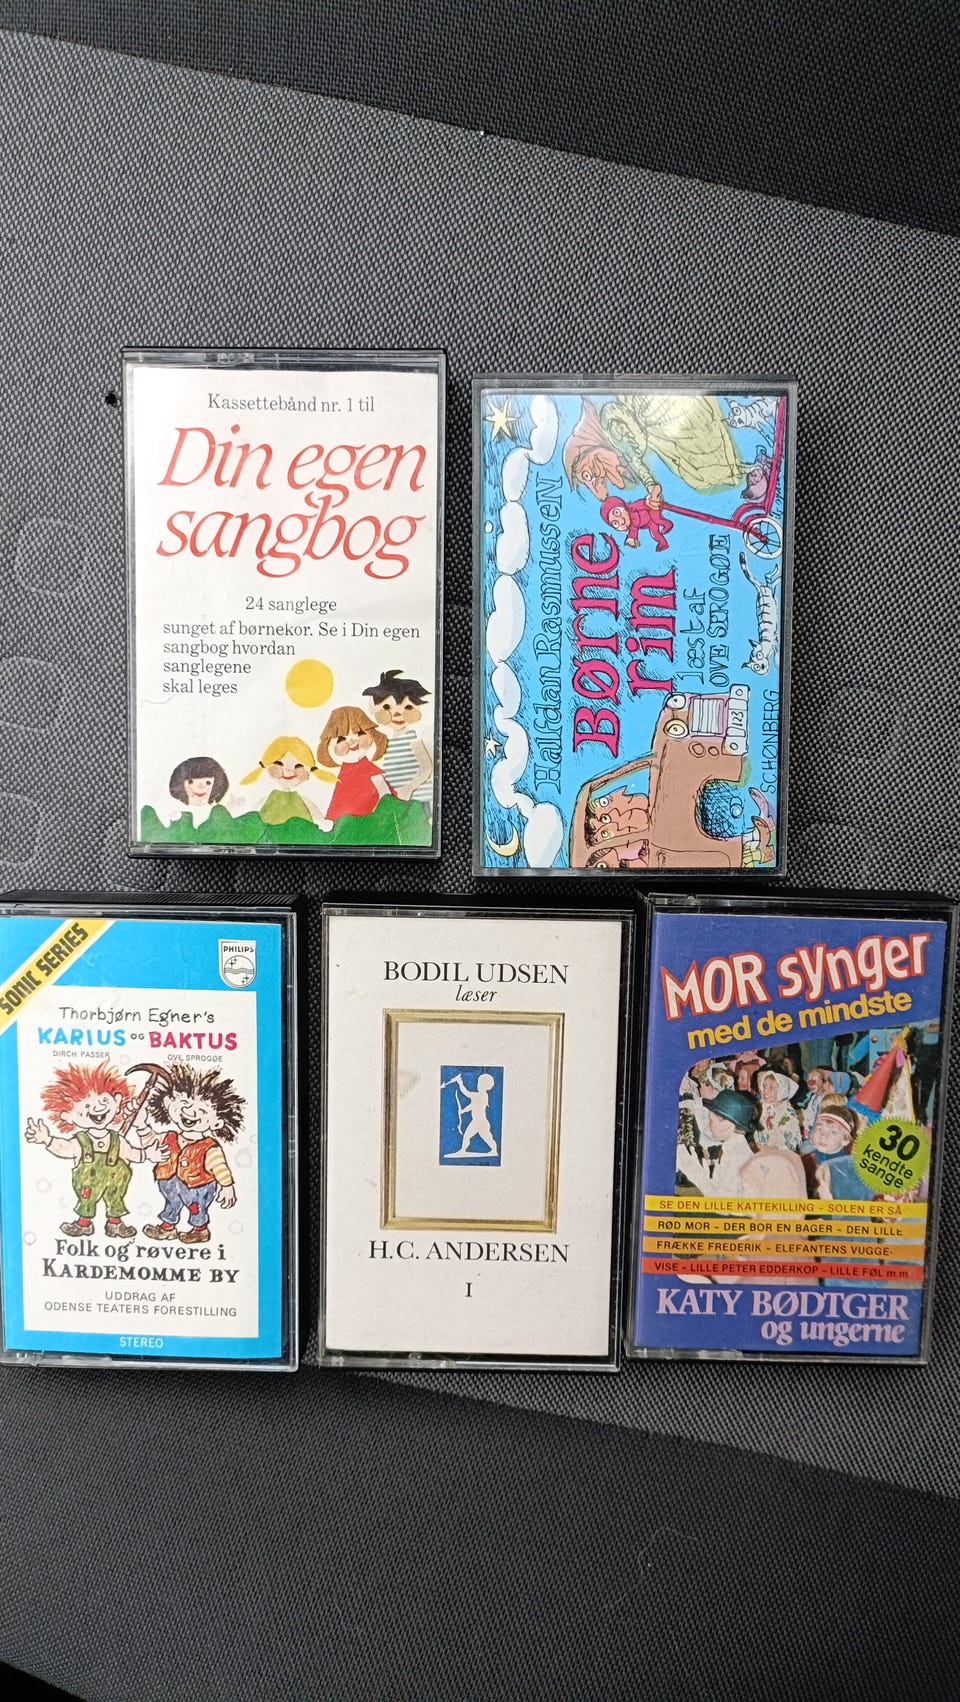 Kassettebånd nr. 1 til
Din egen
sangbog
24 sanglege
sunget af børnekor. Se i Din egen
sangbog hvordan
sanglegene
skal leges
Halfdan Rasmussen
Børne
rim
læst af
OVE SPROGØE
SCHØNBERG
123
SONIC SERIES
PHILIPS
Thorbjørn Egner's
KARIUS OG BAKTUS
DIRCH PASSER OVE SPROGØE
Folk og røvere i
KARDEMOMME BY
UDDRAG AF
ODENSE TEATERS FORESTILLING
STEREO
BODIL UDSEN
læser
H.C. ANDERSEN
I
MOR synger
med de mindste
30
kendte
sange
SE DEN LILLE KATTEKILLING – SOLEN ER SÅ
RØD MOR – DER BOR EN BAGER – DEN LILLE
FRÆKKE FREDERIK – ELEFANTENS VUGGE-
VISE – LILLE PETER EDDERKOP – LILLE FØL m.m.
KATY BØDTGER
og ungerne